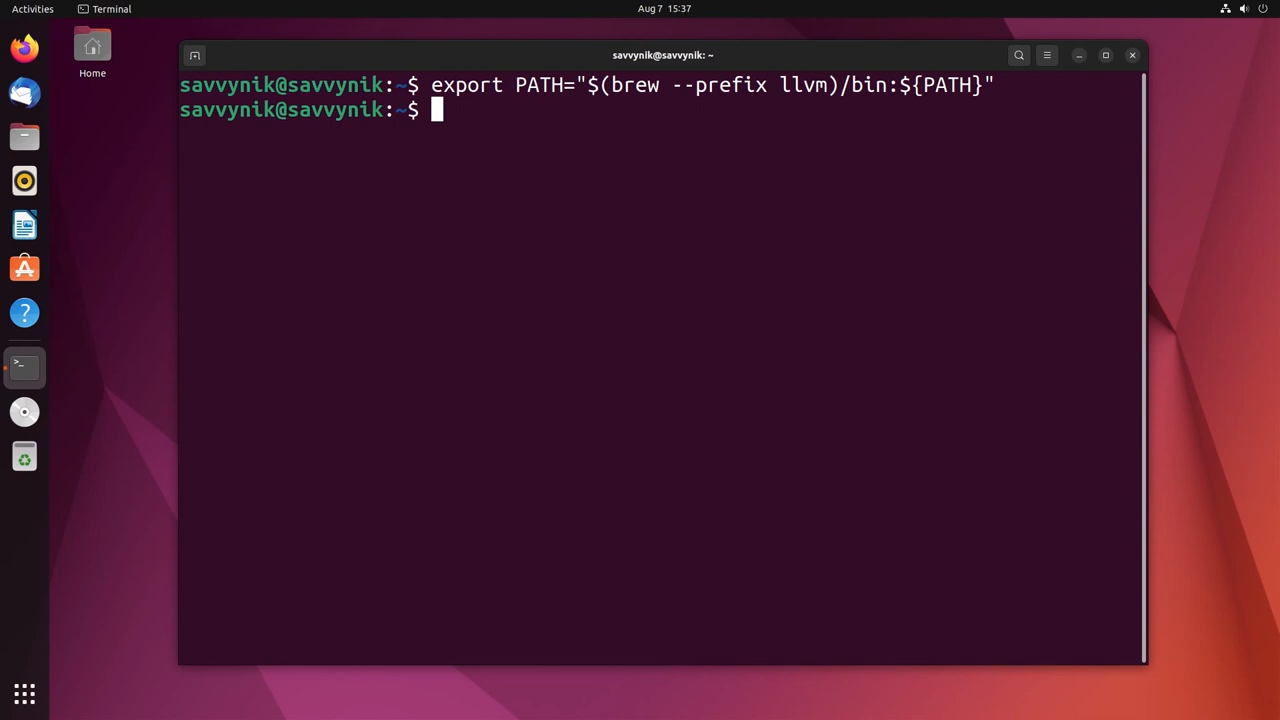 Activities
Terminal
Aug 7 15:37
Home
savvynik@savvynik: ~
savvynik@savvynik:~$ export PATH="$(brew --prefix llvm)/bin:${PATH}"
savvynik@savvynik:~$